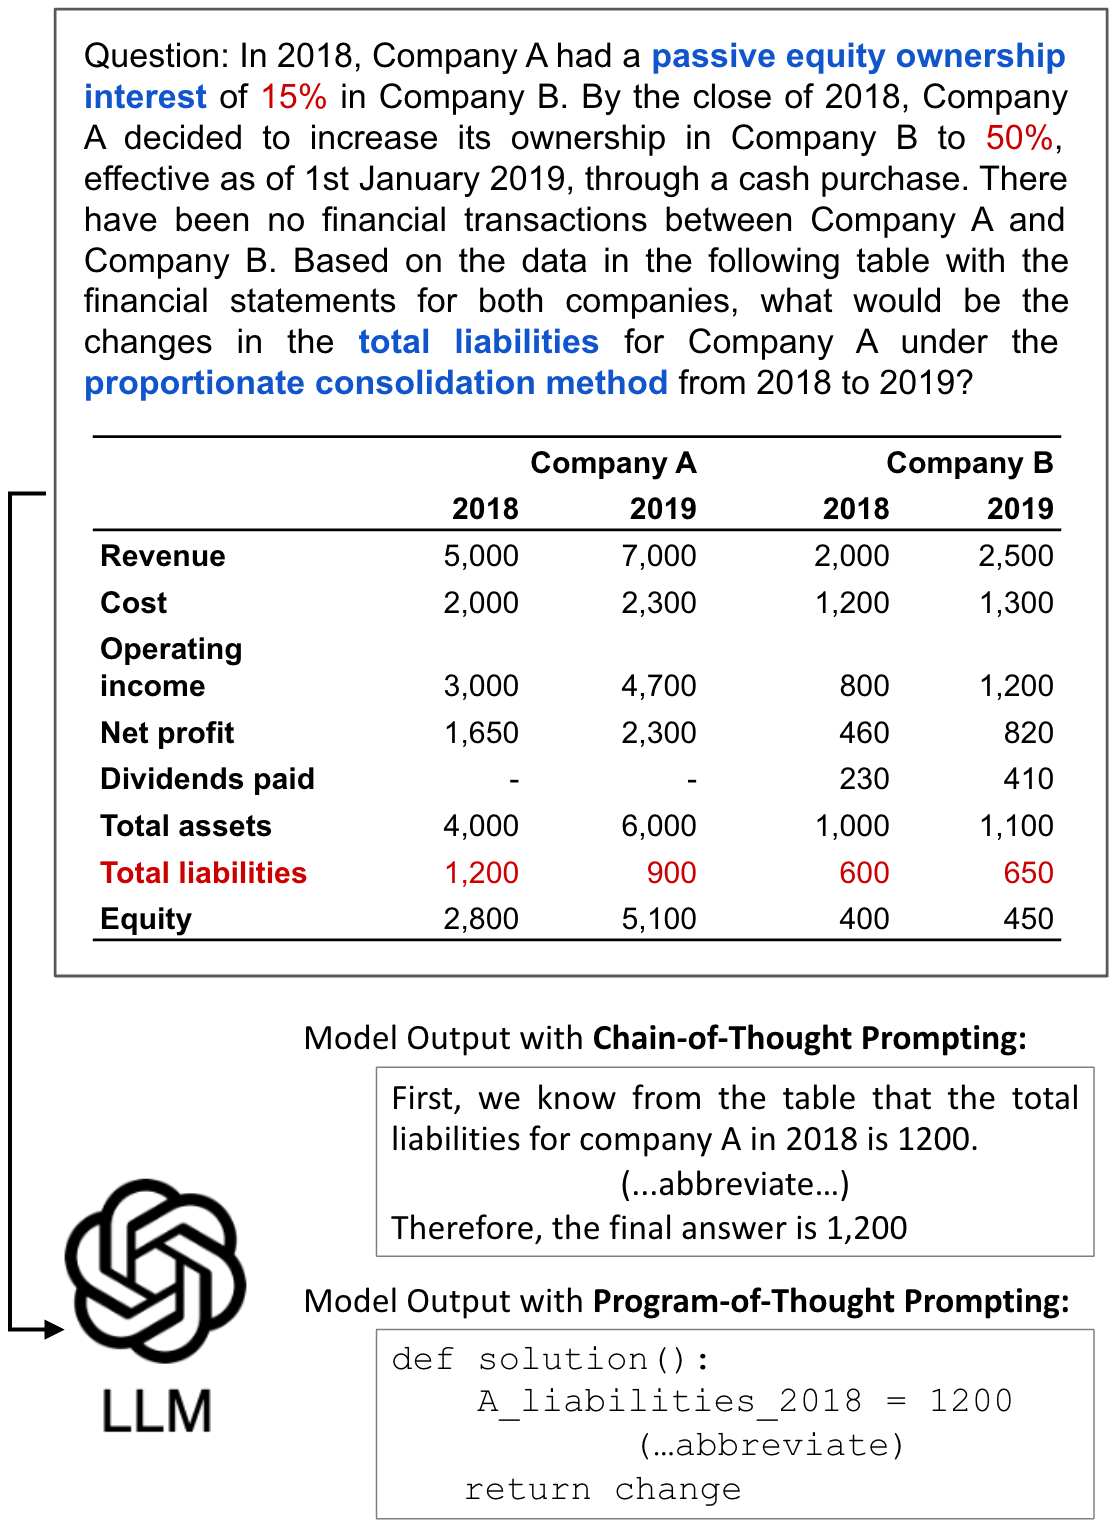 Question: In 2018, Company A had a passive equity ownership
interest of 15% in Company B. By the close of 2018, Company
A decided to increase its ownership in Company B to 50%,
effective as of 1st January 2019, through a cash purchase. There
have been no financial transactions between Company A and
Company B. Based on the data in the following table with the
financial statements for both companies, what would be the
changes in the total liabilities for Company A under the
proportionate consolidation method from 2018 to 2019?
Company A Company B
2018 2019 2018 2019
Revenue 5,000 7,000 2,000 2,500
Cost 2,000 2,300 1,200 1,300
Operating
income 3,000 4,700 800 1,200
Net profit 1,650 2,300 460 820
Dividends paid - - 230 410
Total assets 4,000 6,000 1,000 1,100
Total liabilities 1,200 900 600 650
Equity 2,800 5,100 400 450
Model Output with Chain-of-Thought Prompting:
First, we know from the table that the total
liabilities for company A in 2018 is 1200.
(...abbreviate...)
Therefore, the final answer is 1,200
LLM
Model Output with Program-of-Thought Prompting:
def solution():
A_liabilities_2018 = 1200
(…abbreviate)
return change